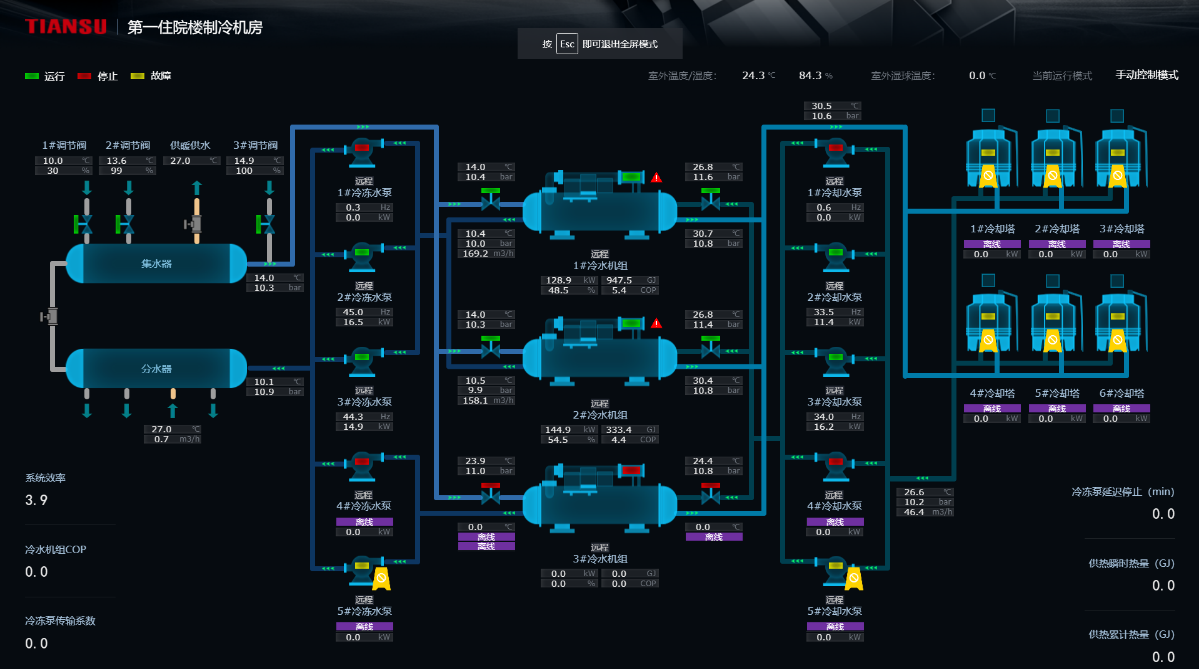 TIANSU 第一住院楼制冷机房
按 Esc 即可退出全屏模式
运行 停止 故障
室外温度/湿度: 24.3 ℃ 84.3 % 室外湿球温度: 0.0 ℃ 当前运行模式 手动控制模式
1#调节阀 2#调节阀 供暖供水 3#调节阀
10.0 ℃ 13.6 ℃ 27.0 ℃ 14.9 ℃
30 % 99 % 100 %
集水器
14.0 ℃
10.3 bar
分水器
10.1 ℃
10.9 bar
27.0 ℃
0.7 m3/h
系统效率
3.9
冷水机组COP
0.0
冷冻泵传输系数
0.0
远程
1#冷冻水泵
0.3 Hz
0.0 kW
远程
2#冷冻水泵
45.0 Hz
16.5 kW
远程
3#冷冻水泵
44.3 Hz
14.9 kW
远程
4#冷冻水泵
离线
0.0 kW
远程
5#冷冻水泵
离线
0.0 kW
14.0 ℃
10.4 bar
26.8 ℃
11.6 bar
10.4 ℃
10.0 bar
169.2 m3/h
30.7 ℃
10.8 bar
远程
1#冷水机组
128.9 kW 947.5 GJ
48.5 % 5.4 COP
14.0 ℃
10.3 bar
26.8 ℃
11.4 bar
10.5 ℃
9.9 bar
158.1 m3/h
30.4 ℃
10.8 bar
远程
2#冷水机组
144.9 kW 333.4 GJ
54.5 % 4.4 COP
23.9 ℃
11.0 bar
24.4 ℃
10.8 bar
0.0 ℃
离线
离线
0.0 ℃
离线
远程
3#冷水机组
0.0 kW 0.0 GJ
0.0 % 0.0 COP
30.5 ℃
10.6 bar
远程
1#冷却水泵
0.6 Hz
0.0 kW
远程
2#冷却水泵
33.5 Hz
11.4 kW
远程
3#冷却水泵
34.0 Hz
16.2 kW
远程
4#冷却水泵
离线
0.0 kW
远程
5#冷却水泵
离线
0.0 kW
1#冷却塔 2#冷却塔 3#冷却塔
离线 离线 离线
0.0 kW 0.0 kW 0.0 kW
4#冷却塔 5#冷却塔 6#冷却塔
离线 离线 离线
0.0 kW 0.0 kW 0.0 kW
26.6 ℃
10.2 bar
46.4 m3/h
冷冻泵延迟停止 (min)
0.0
供热瞬时热量 (GJ)
0.0
供热累计热量 (GJ)
0.0